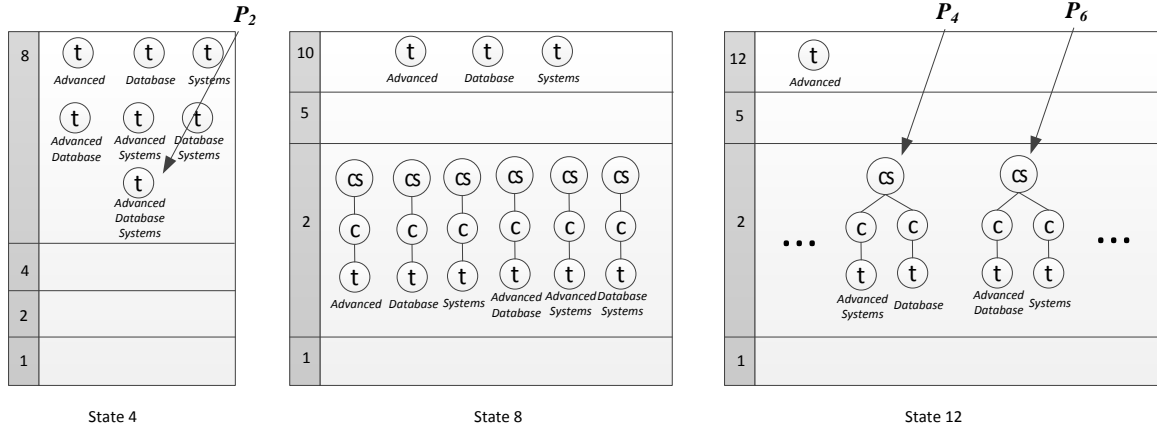 P2
8
t t t
Advanced Database Systems
t t t
Advanced Advanced Database
Database Systems Systems
t
Advanced
Database
Systems
4
2
1
State 4
10
t t t
Advanced Database Systems
5
2
cs cs cs cs cs cs
c c c c c c
t t t t t t
Advanced Database Systems Advanced Advanced Database
Database Systems Systems
1
State 8
P4 P6
12
t
Advanced
5
2
cs cs
c c c c
... ...
t t t t
Advanced Database Advanced Systems
Systems Database
1
State 12